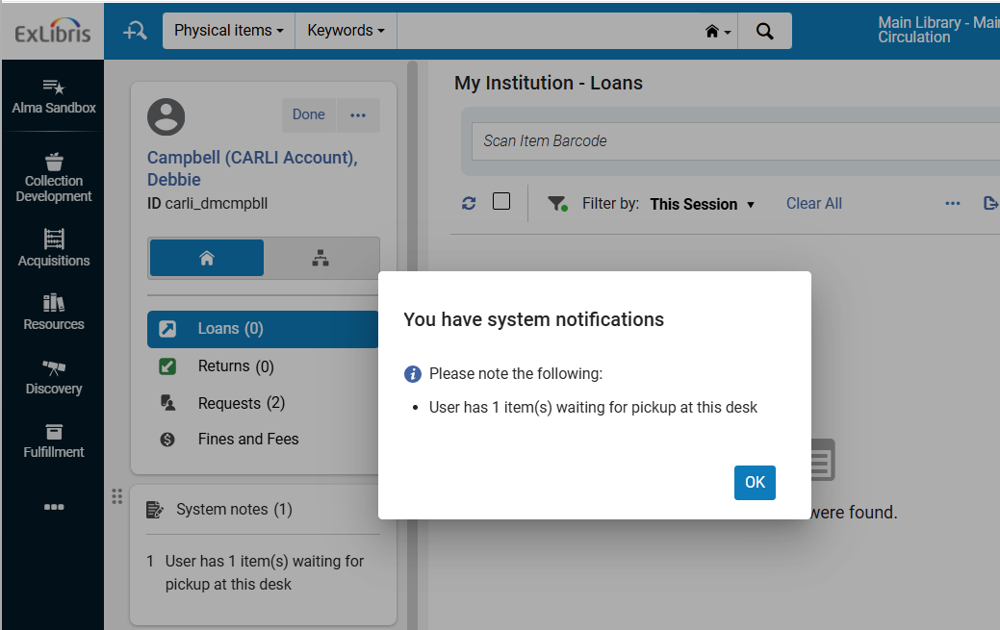 ExLibris
Physical items
Keywords
Main Library - Mai
Circulation
Alma Sandbox
Collection
Development
Acquisitions
Resources
Discovery
Fulfillment
Done
Campbell (CARLI Account),
Debbie
ID carli_dmcmpbll
Loans (0)
Returns (0)
Requests (2)
Fines and Fees
System notes (1)
1 User has 1 item(s) waiting for
pickup at this desk
My Institution - Loans
Scan Item Barcode
Filter by: This Session Clear All
You have system notifications
Please note the following:
• User has 1 item(s) waiting for pickup at this desk
OK
were found.